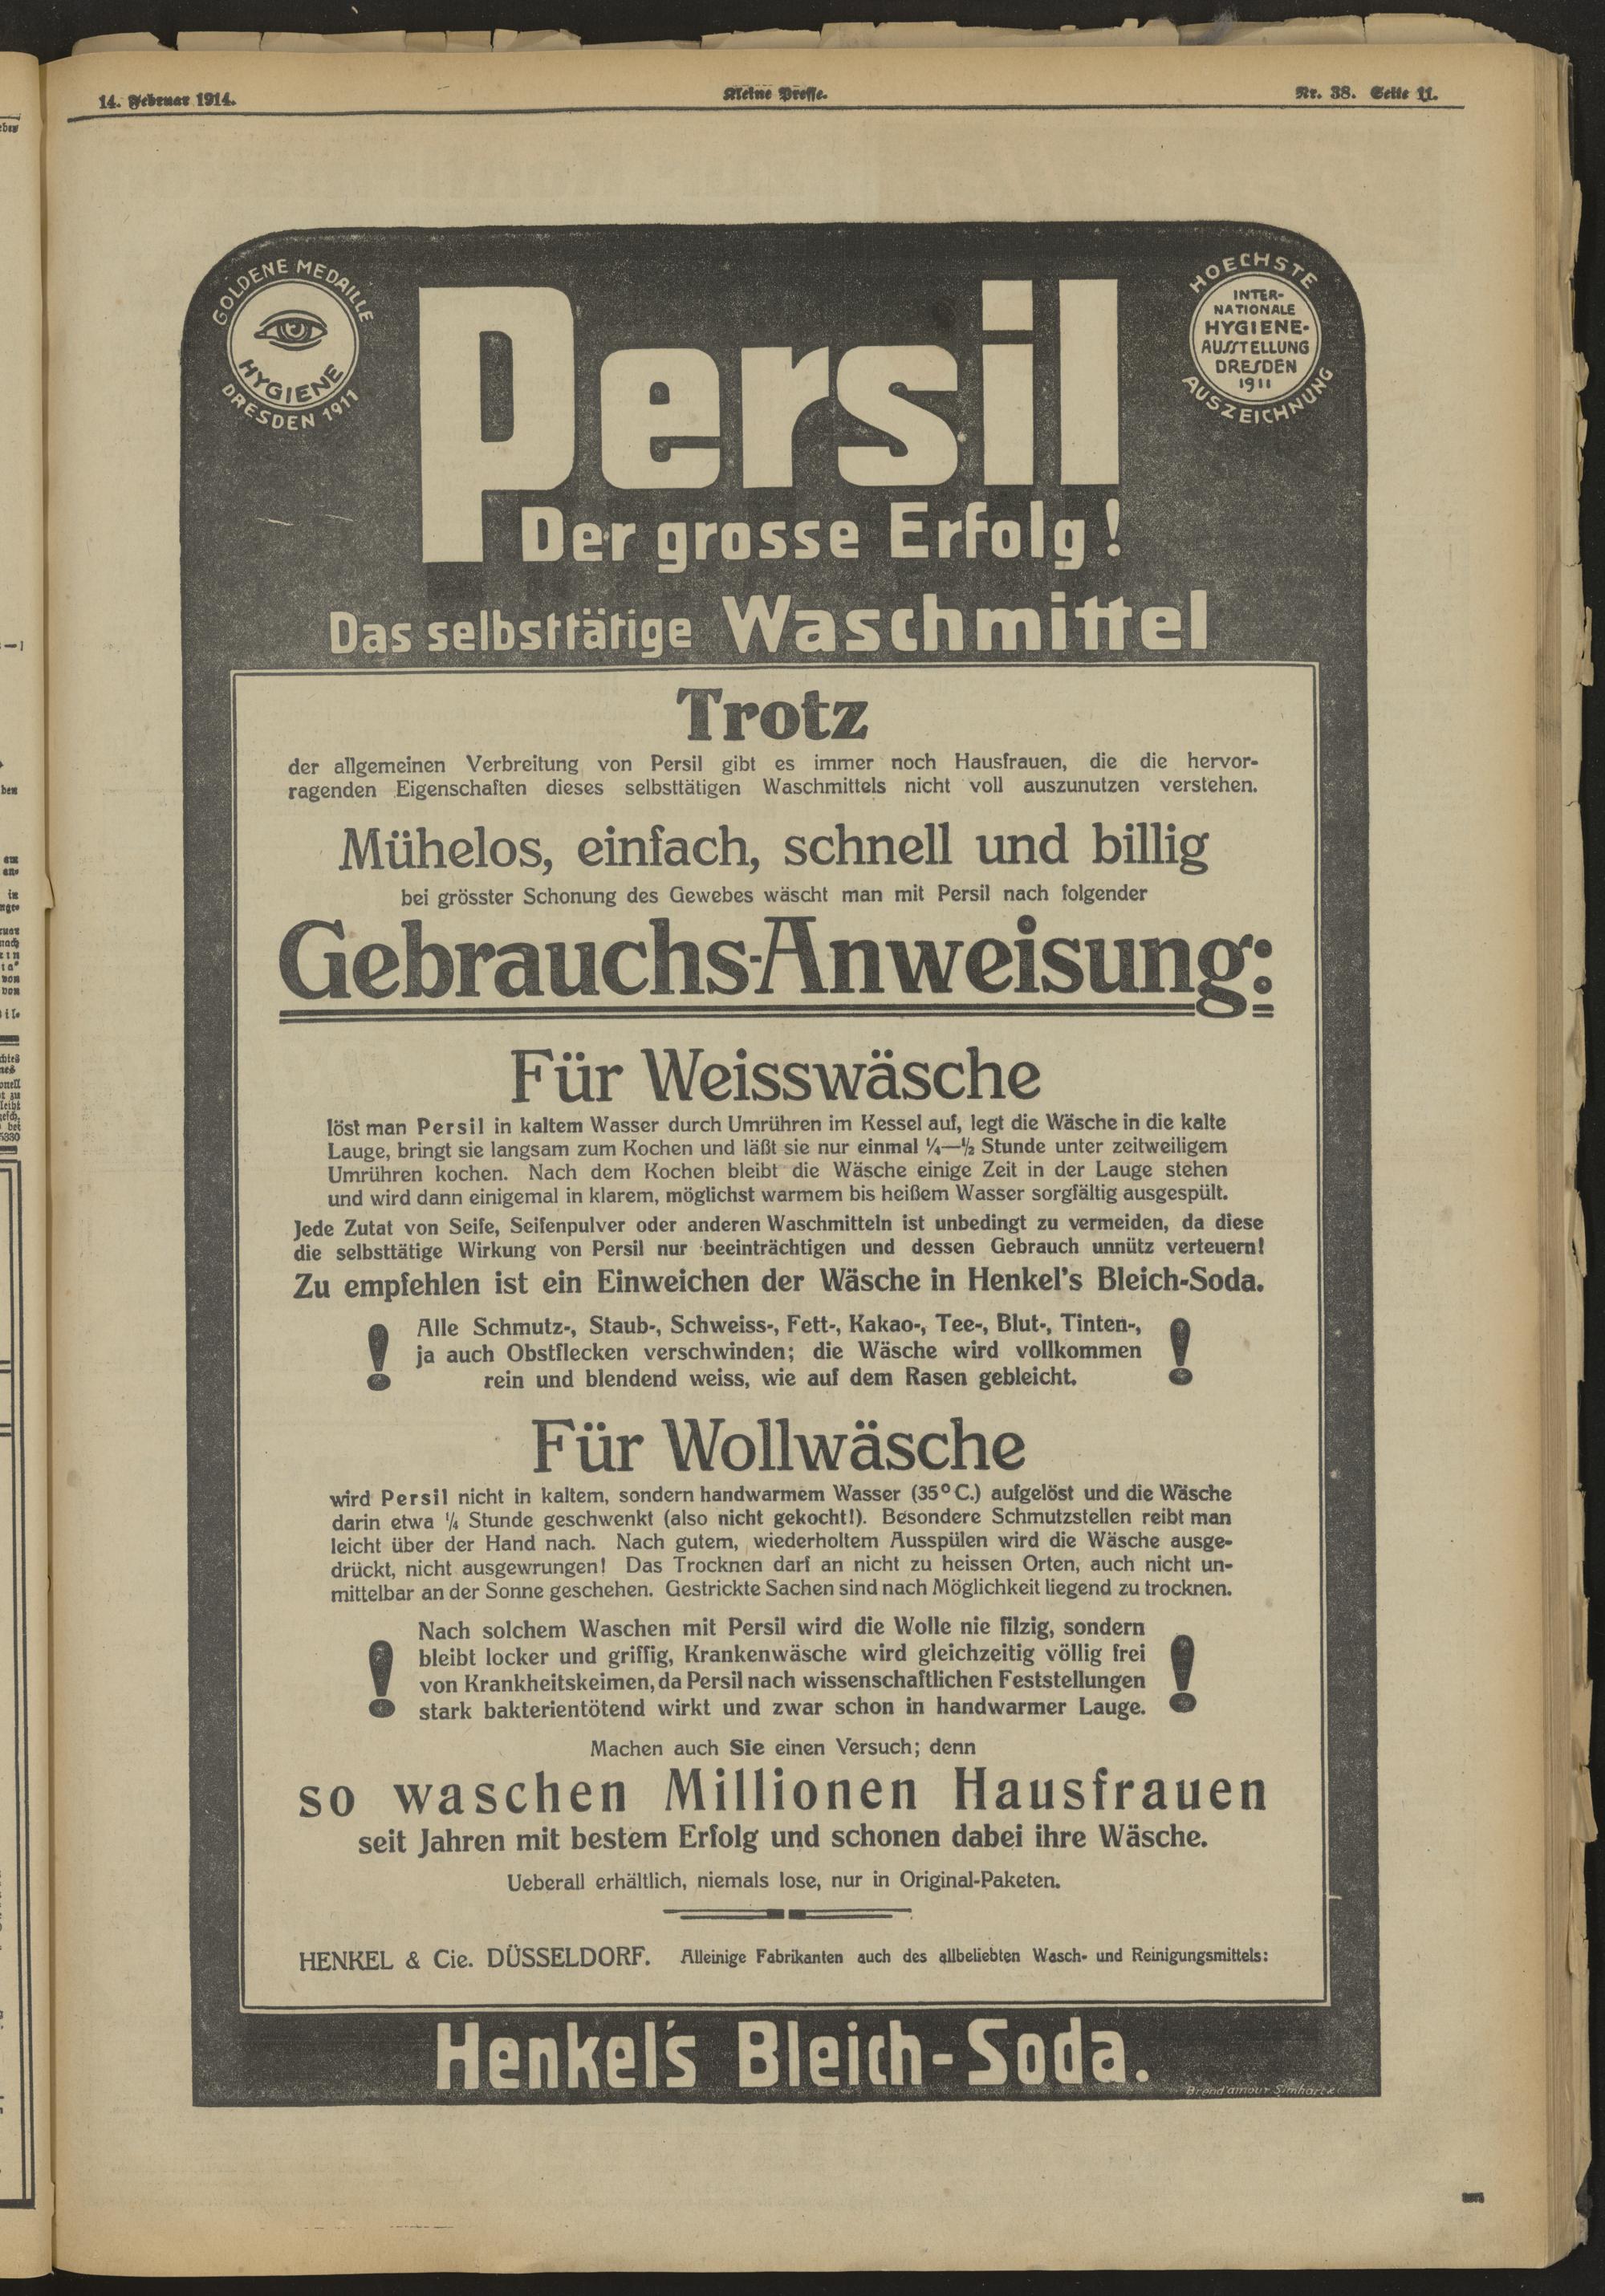 14. Februar 1914.
Kleine Presse.
Nr. 38. Seite 11.
GOLDENE MEDAILLE
HYGIENE
DRESDEN 1911
HOECHSTE
INTER-
NATIONALE
HYGIENE-
AUSSTELLUNG
DRESDEN
1911
AUSZEICHNUNG
Persil
Der grosse Erfolg!
Das selbsttätige Waschmittel
Trotz
der allgemeinen Verbreitung von Persil gibt es immer noch Hausfrauen, die die hervor-
ragenden Eigenschaften dieses selbsttätigen Waschmittels nicht voll auszunutzen verstehen.
Mühelos, einfach, schnell und billig
bei grösster Schonung des Gewebes wäscht man mit Persil nach folgender
Gebrauchs-Anweisung:
Für Weisswäsche
löst man Persil in kaltem Wasser durch Umrühren im Kessel auf, legt die Wäsche in die kalte
Lauge, bringt sie langsam zum Kochen und läßt sie nur einmal ¼—½ Stunde unter zeitweiligem
Umrühren kochen. Nach dem Kochen bleibt die Wäsche einige Zeit in der Lauge stehen
und wird dann einigemal in klarem, möglichst warmem bis heißem Wasser sorgfältig ausgespült.
Jede Zutat von Seife, Seifenpulver oder anderen Waschmitteln ist unbedingt zu vermeiden, da diese
die selbsttätige Wirkung von Persil nur beeinträchtigen und dessen Gebrauch unnütz verteuern!
Zu empfehlen ist ein Einweichen der Wäsche in Henkel's Bleich-Soda.
! Alle Schmutz-, Staub-, Schweiss-, Fett-, Kakao-, Tee-, Blut-, Tinten-, !
ja auch Obstflecken verschwinden; die Wäsche wird vollkommen
rein und blendend weiss, wie auf dem Rasen gebleicht.
Für Wollwäsche
wird Persil nicht in kaltem, sondern handwarmem Wasser (35° C.) aufgelöst und die Wäsche
darin etwa ¼ Stunde geschwenkt (also nicht gekocht!). Besondere Schmutzstellen reibt man
leicht über der Hand nach. Nach gutem, wiederholtem Ausspülen wird die Wäsche ausge-
drückt, nicht ausgewrungen! Das Trocknen darf an nicht zu heissen Orten, auch nicht un-
mittelbar an der Sonne geschehen. Gestrickte Sachen sind nach Möglichkeit liegend zu trocknen.
! Nach solchem Waschen mit Persil wird die Wolle nie filzig, sondern !
bleibt locker und griffig, Krankenwäsche wird gleichzeitig völlig frei
von Krankheitskeimen, da Persil nach wissenschaftlichen Feststellungen
stark bakterientötend wirkt und zwar schon in handwarmer Lauge.
Machen auch Sie einen Versuch; denn
so waschen Millionen Hausfrauen
seit Jahren mit bestem Erfolg und schonen dabei ihre Wäsche.
Ueberall erhältlich, niemals lose, nur in Original-Paketen.
HENKEL & Cie. DÜSSELDORF. Alleinige Fabrikanten auch des allbeliebten Wasch- und Reinigungsmittels:
Henkel's Bleich-Soda.
Brend'amour Simhart